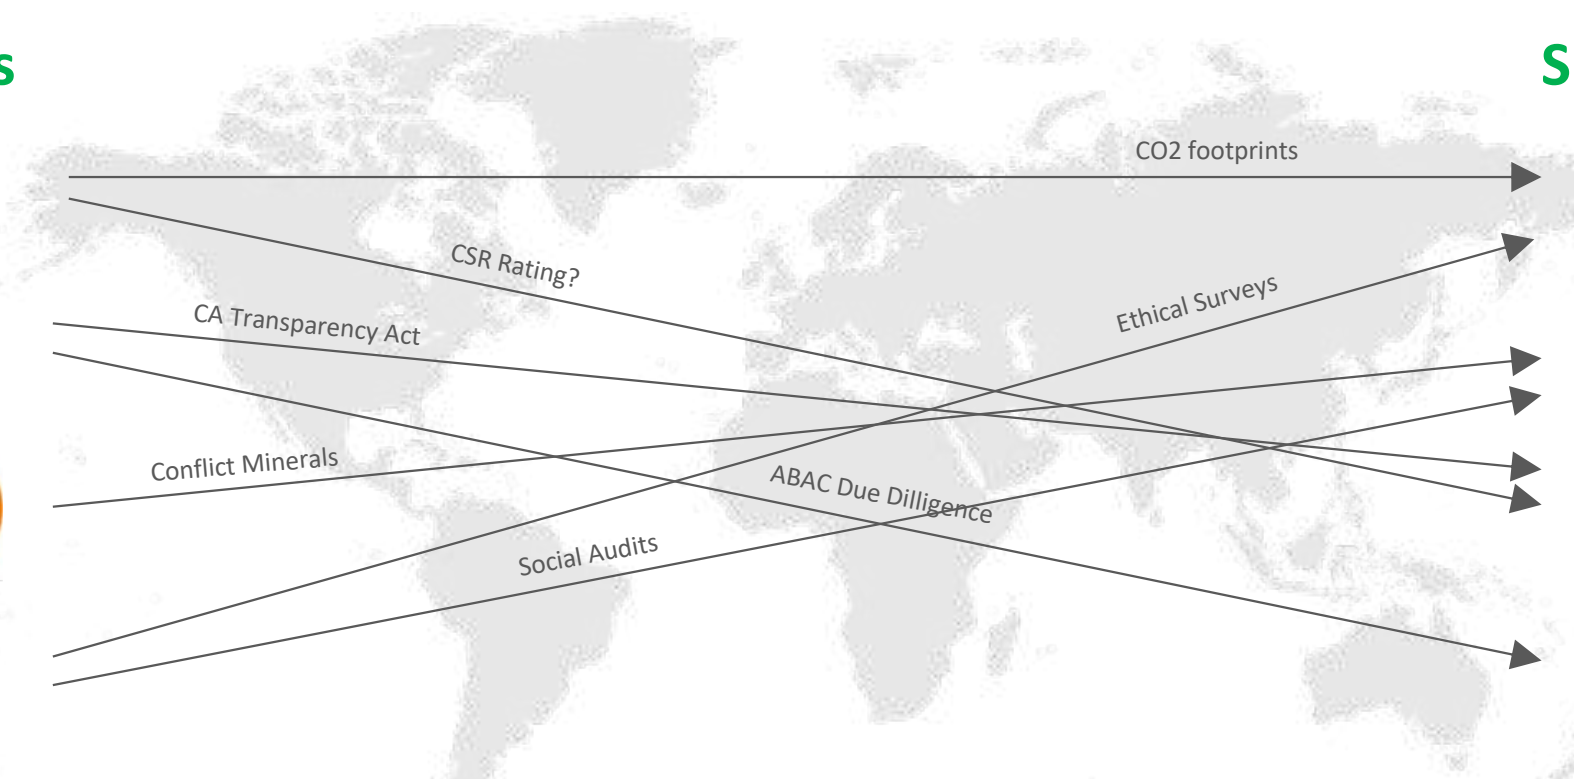 s
S
CO2 footprints
CSR Rating?
Ethical Surveys
CA Transparency Act
Conflict Minerals
ABAC Due Dilligence
Social Audits